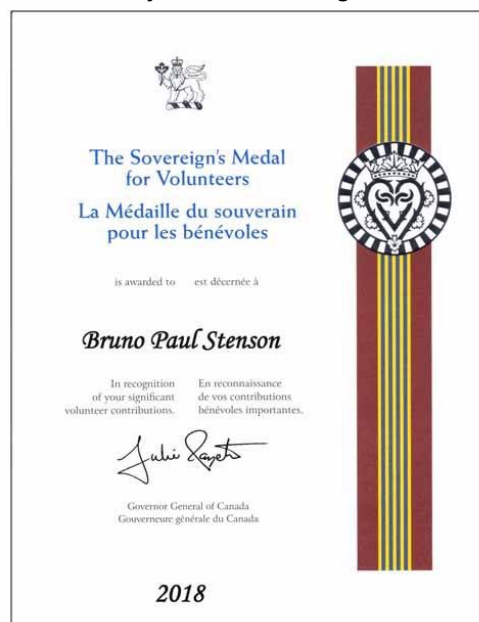 The Sovereign's Medal
for Volunteers
La Médaille du souverain
pour les bénévoles
is awarded to est décernée à
Bruno Paul Stenson
In recognition
of your significant
volunteer contributions.
En reconnaissance
de vos contributions
bénévoles importantes.
Governor General of Canada
Gouverneure générale du Canada
2018